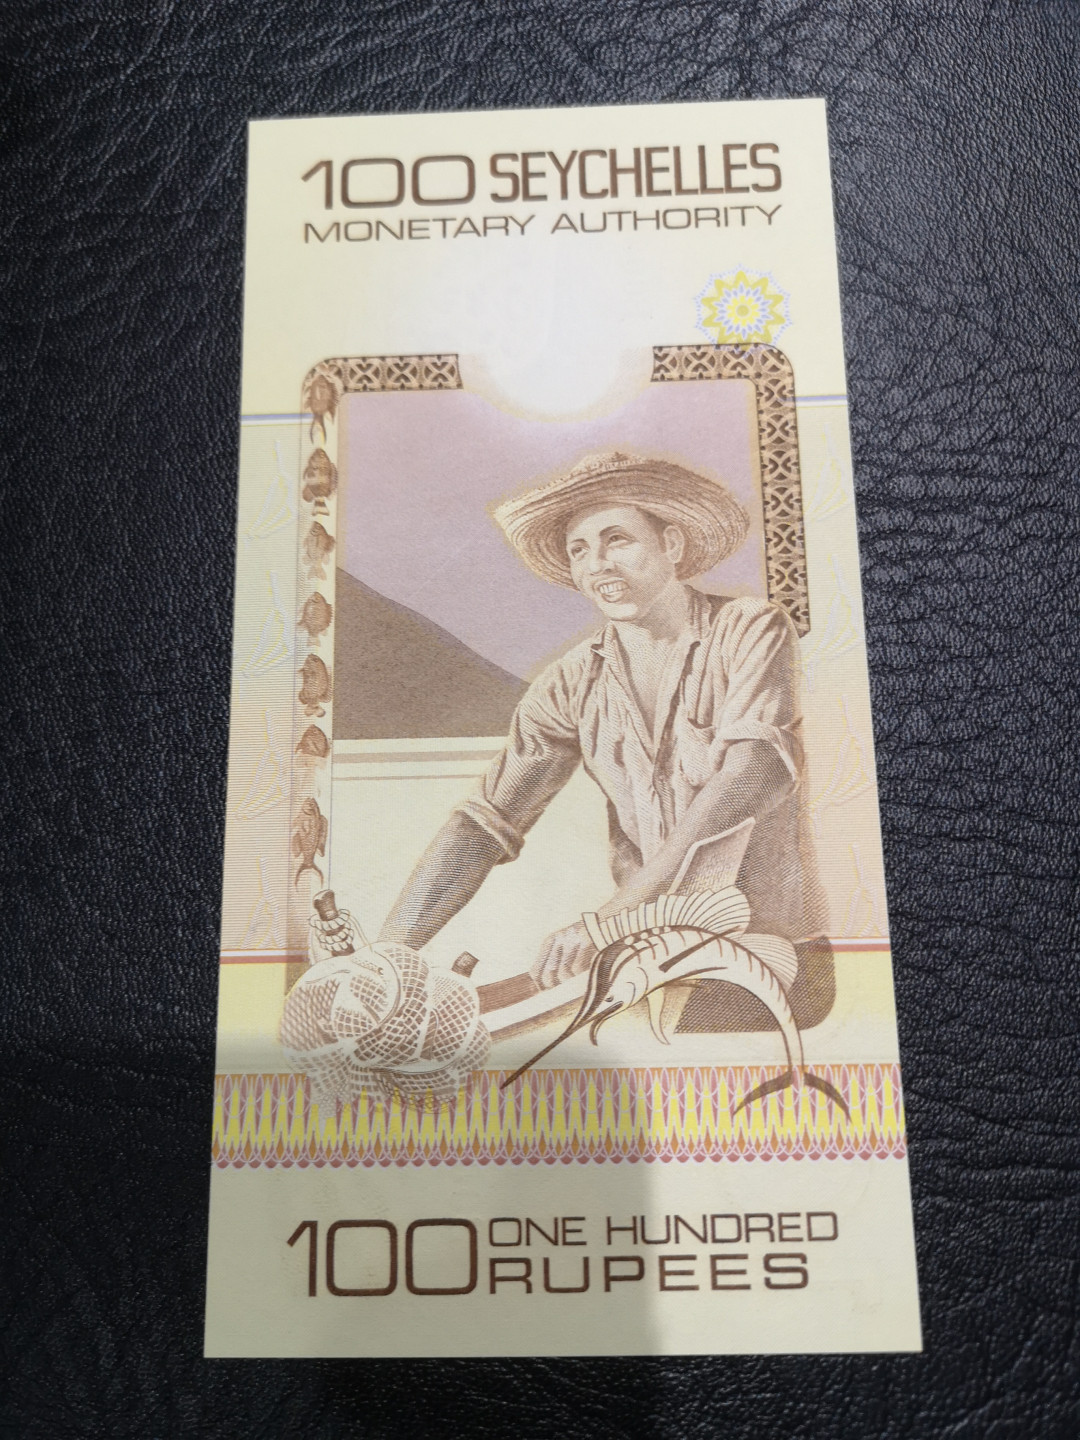 100 SEYCHELLES
MONETARY AUTHORITY
100 ONE HUNDRED
RUPEES